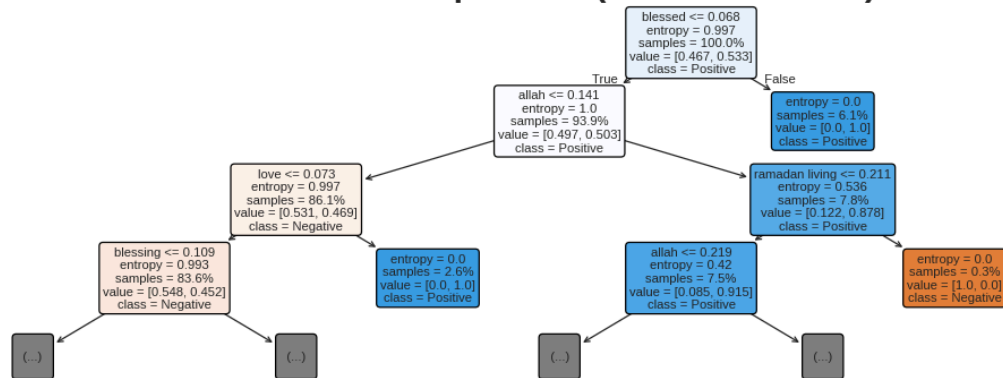 blessed <= 0.068
entropy = 0.997
samples = 100.0%
value = [0.467, 0.533]
class = Positive
True
False
allah <= 0.141
entropy = 1.0
samples = 93.9%
value = [0.497, 0.503]
class = Positive
entropy = 0.0
samples = 6.1%
value = [0.0, 1.0]
class = Positive
love <= 0.073
entropy = 0.997
samples = 86.1%
value = [0.531, 0.469]
class = Negative
ramadan living <= 0.211
entropy = 0.536
samples = 7.8%
value = [0.122, 0.878]
class = Positive
blessing <= 0.109
entropy = 0.993
samples = 83.6%
value = [0.548, 0.452]
class = Negative
entropy = 0.0
samples = 2.6%
value = [0.0, 1.0]
class = Positive
allah <= 0.219
entropy = 0.42
samples = 7.5%
value = [0.085, 0.915]
class = Positive
entropy = 0.0
samples = 0.3%
value = [1.0, 0.0]
class = Negative
(...)
(...)
(...)
(...)